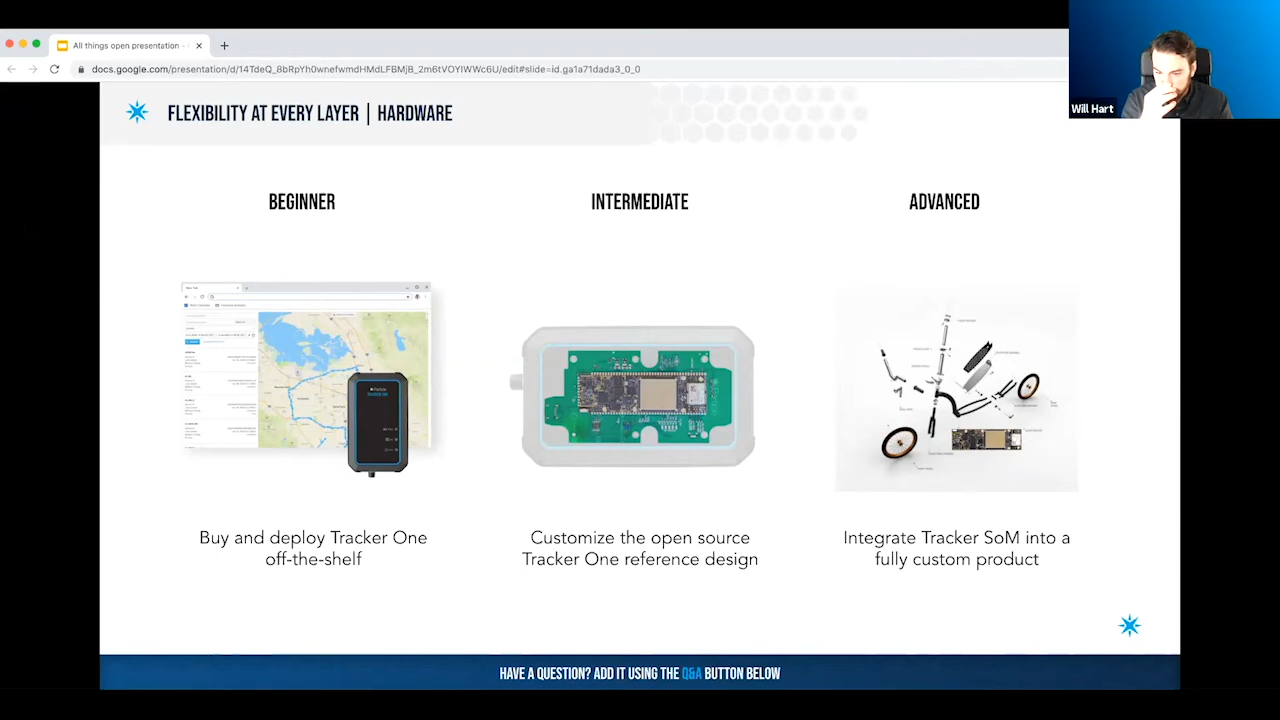 All things open presentation -
docs.google.com/presentation/d/14TdeQ_8bRpYh0wnefwmdHMdLFBMjB_2m6tVOYIWWc6U/edit#slide=id.ga1a71dada3_0_0
Will Hart
FLEXIBILITY AT EVERY LAYER | HARDWARE
BEGINNER
INTERMEDIATE
ADVANCED
Particle
Buy and deploy Tracker One
off-the-shelf
Customize the open source
Tracker One reference design
Integrate Tracker SoM into a
fully custom product
HAVE A QUESTION? ADD IT USING THE Q&A BUTTON BELOW